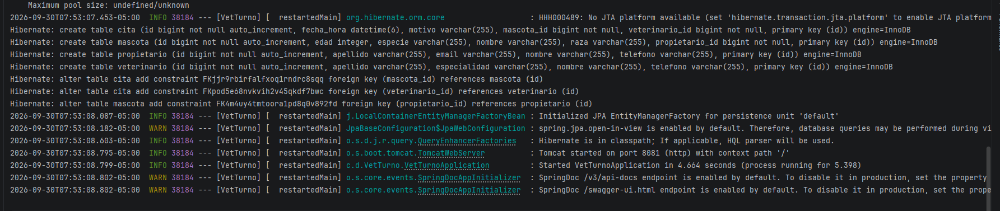 Maximum pool size: undefined/unknown
2026-09-30T07:53:07.453-05:00  INFO 38184 --- [VetTurno] [  restartedMain] org.hibernate.orm.core                   : HHH000489: No JTA platform available (set 'hibernate.transaction.jta.platform' to enable JTA platform
Hibernate: create table cita (id bigint not null auto_increment, fecha_hora datetime(6), motivo varchar(255), mascota_id bigint not null, veterinario_id bigint not null, primary key (id)) engine=InnoDB
Hibernate: create table mascota (id bigint not null auto_increment, edad integer, especie varchar(255), nombre varchar(255), raza varchar(255), propietario_id bigint not null, primary key (id)) engine=InnoDB
Hibernate: create table propietario (id bigint not null auto_increment, apellido varchar(255), email varchar(255), nombre varchar(255), telefono varchar(255), primary key (id)) engine=InnoDB
Hibernate: create table veterinario (id bigint not null auto_increment, apellido varchar(255), especialidad varchar(255), nombre varchar(255), telefono varchar(255), primary key (id)) engine=InnoDB
Hibernate: alter table cita add constraint FKjjr9rbirfalfxoq1rndrc8sqq foreign key (mascota_id) references mascota (id)
Hibernate: alter table cita add constraint FKpod5e68nvkvih2v45qkdf7bwc foreign key (veterinario_id) references veterinario (id)
Hibernate: alter table mascota add constraint FK4m4uy4tmtoora1pd8q0v892fd foreign key (propietario_id) references propietario (id)
2026-09-30T07:53:08.087-05:00  INFO 38184 --- [VetTurno] [  restartedMain] j.LocalContainerEntityManagerFactoryBean : Initialized JPA EntityManagerFactory for persistence unit 'default'
2026-09-30T07:53:08.182-05:00  WARN 38184 --- [VetTurno] [  restartedMain] JpaBaseConfiguration$JpaWebConfiguration : spring.jpa.open-in-view is enabled by default. Therefore, database queries may be performed during vi
2026-09-30T07:53:08.603-05:00  INFO 38184 --- [VetTurno] [  restartedMain] o.s.d.j.r.query.QueryEnhancerFactories   : Hibernate is in classpath; If applicable, HQL parser will be used.
2026-09-30T07:53:08.795-05:00  INFO 38184 --- [VetTurno] [  restartedMain] o.s.boot.tomcat.TomcatWebServer          : Tomcat started on port 8081 (http) with context path '/'
2026-09-30T07:53:08.799-05:00  INFO 38184 --- [VetTurno] [  restartedMain] c.d.VetTurno.VetTurnoApplication         : Started VetTurnoApplication in 4.664 seconds (process running for 5.398)
2026-09-30T07:53:08.802-05:00  WARN 38184 --- [VetTurno] [  restartedMain] o.s.core.events.SpringDocAppInitializer  : SpringDoc /v3/api-docs endpoint is enabled by default. To disable it in production, set the property
2026-09-30T07:53:08.802-05:00  WARN 38184 --- [VetTurno] [  restartedMain] o.s.core.events.SpringDocAppInitializer  : SpringDoc /swagger-ui.html endpoint is enabled by default. To disable it in production, set the prope